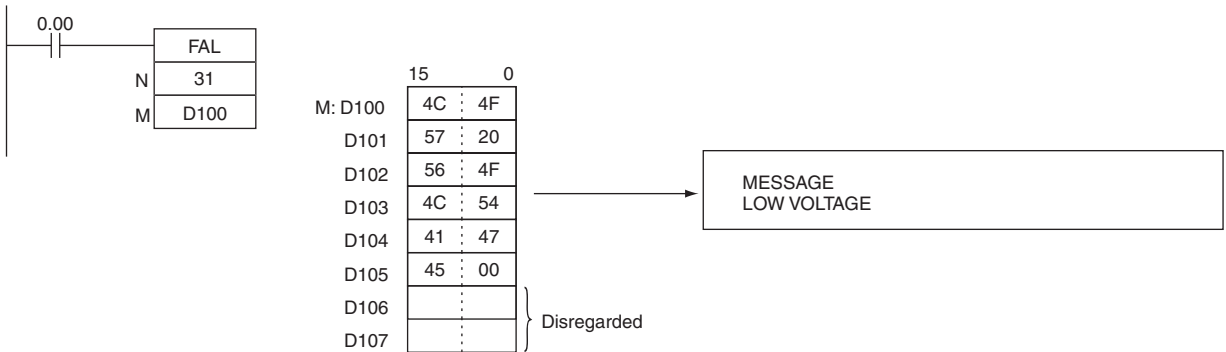 0.00
FAL
N 31
M D100
15 0
M: D100 4C 4F
D101 57 20
D102 56 4F
D103 4C 54
D104 41 47
D105 45 00
D106
D107
Disregarded
MESSAGE
LOW VOLTAGE